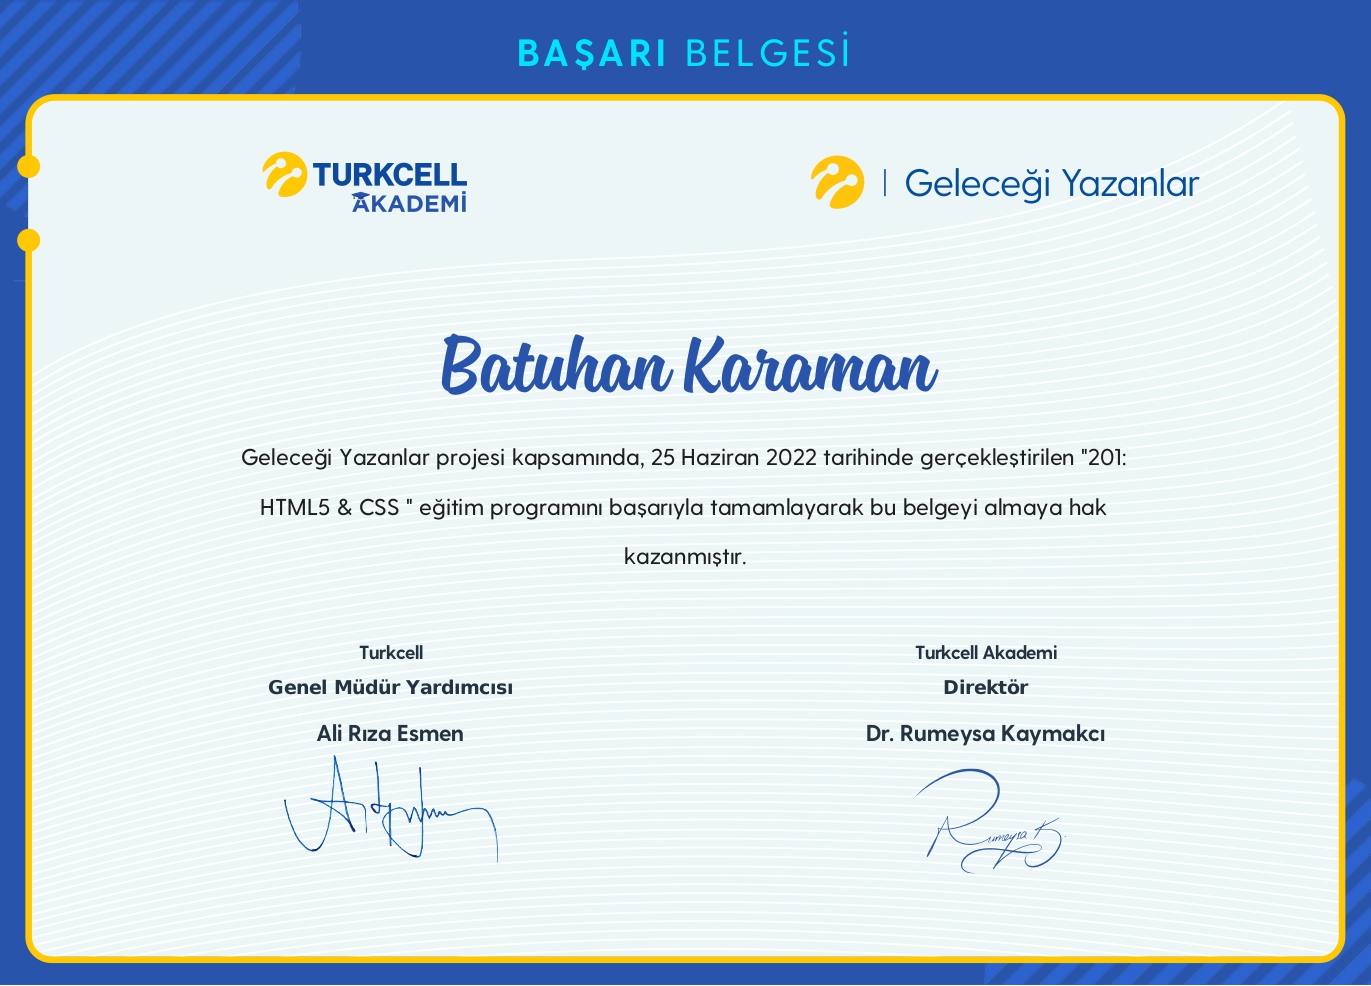 BAŞARI BELGESİ
TURKCELL
AKADEMİ
Geleceği Yazanlar
Batuhan Karaman
Geleceği Yazanlar projesi kapsamında, 25 Haziran 2022 tarihinde gerçekleştirilen "201:
HTML5 & CSS " eğitim programını başarıyla tamamlayarak bu belgeyi almaya hak
kazanmıştır.
Turkcell
Genel Müdür Yardımcısı
Ali Rıza Esmen
Turkcell Akademi
Direktör
Dr. Rumeysa Kaymakcı
Rumeysa K.